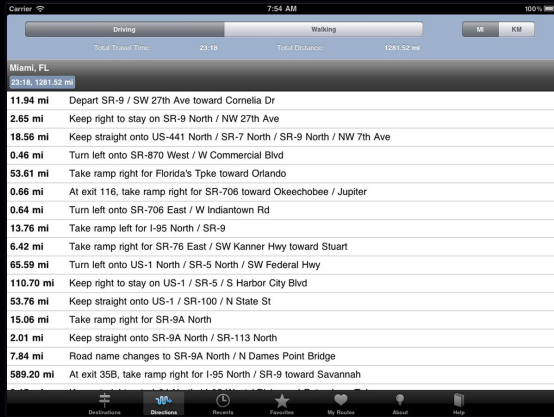 Carrier 7:54 AM 100%
Driving Walking MI KM
Total Travel Time: 23:18 Total Distance: 1281.52 mi
Miami, FL
23:18, 1281.52 mi
11.94 mi Depart SR-9 / SW 27th Ave toward Cornelia Dr
2.65 mi Keep right to stay on SR-9 North / NW 27th Ave
18.56 mi Keep straight onto US-441 North / SR-7 North / SR-9 North / NW 7th Ave
0.46 mi Turn left onto SR-870 West / W Commercial Blvd
53.61 mi Take ramp right for Florida's Tpke toward Orlando
0.66 mi At exit 116, take ramp right for SR-706 toward Okeechobee / Jupiter
0.64 mi Turn left onto SR-706 East / W Indiantown Rd
13.76 mi Take ramp left for I-95 North / SR-9
6.42 mi Take ramp right for SR-76 East / SW Kanner Hwy toward Stuart
65.59 mi Turn left onto US-1 North / SR-5 North / SW Federal Hwy
110.70 mi Keep right to stay on US-1 / SR-5 / S Harbor City Blvd
53.76 mi Keep straight onto US-1 / SR-100 / N State St
15.06 mi Take ramp right for SR-9A North
2.01 mi Keep straight onto SR-9A North / SR-113 North
7.84 mi Road name changes to SR-9A North / N Dames Point Bridge
589.20 mi At exit 35B, take ramp right for I-95 North / SR-9 toward Savannah
Destinations Directions Recents Favorites My Routes About Help